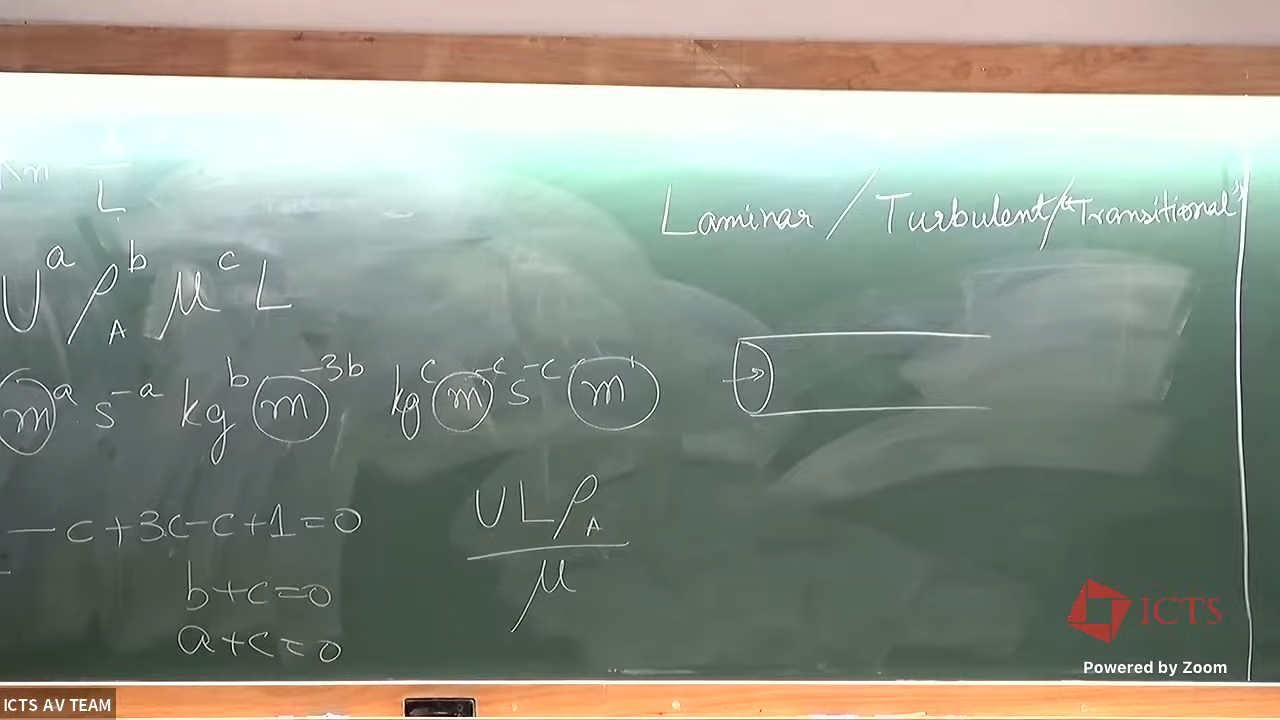 L
U^a ρ_A^b μ^c L
m^a s^-a kg^b m^-3b kg^c m^-c s^-c m^1
-c+3c-c+1=0
b+c=0
a+c=0
ULρ_A
μ
Laminar / Turbulent / "Transitional"
ICTS
Powered by Zoom
ICTS AV TEAM